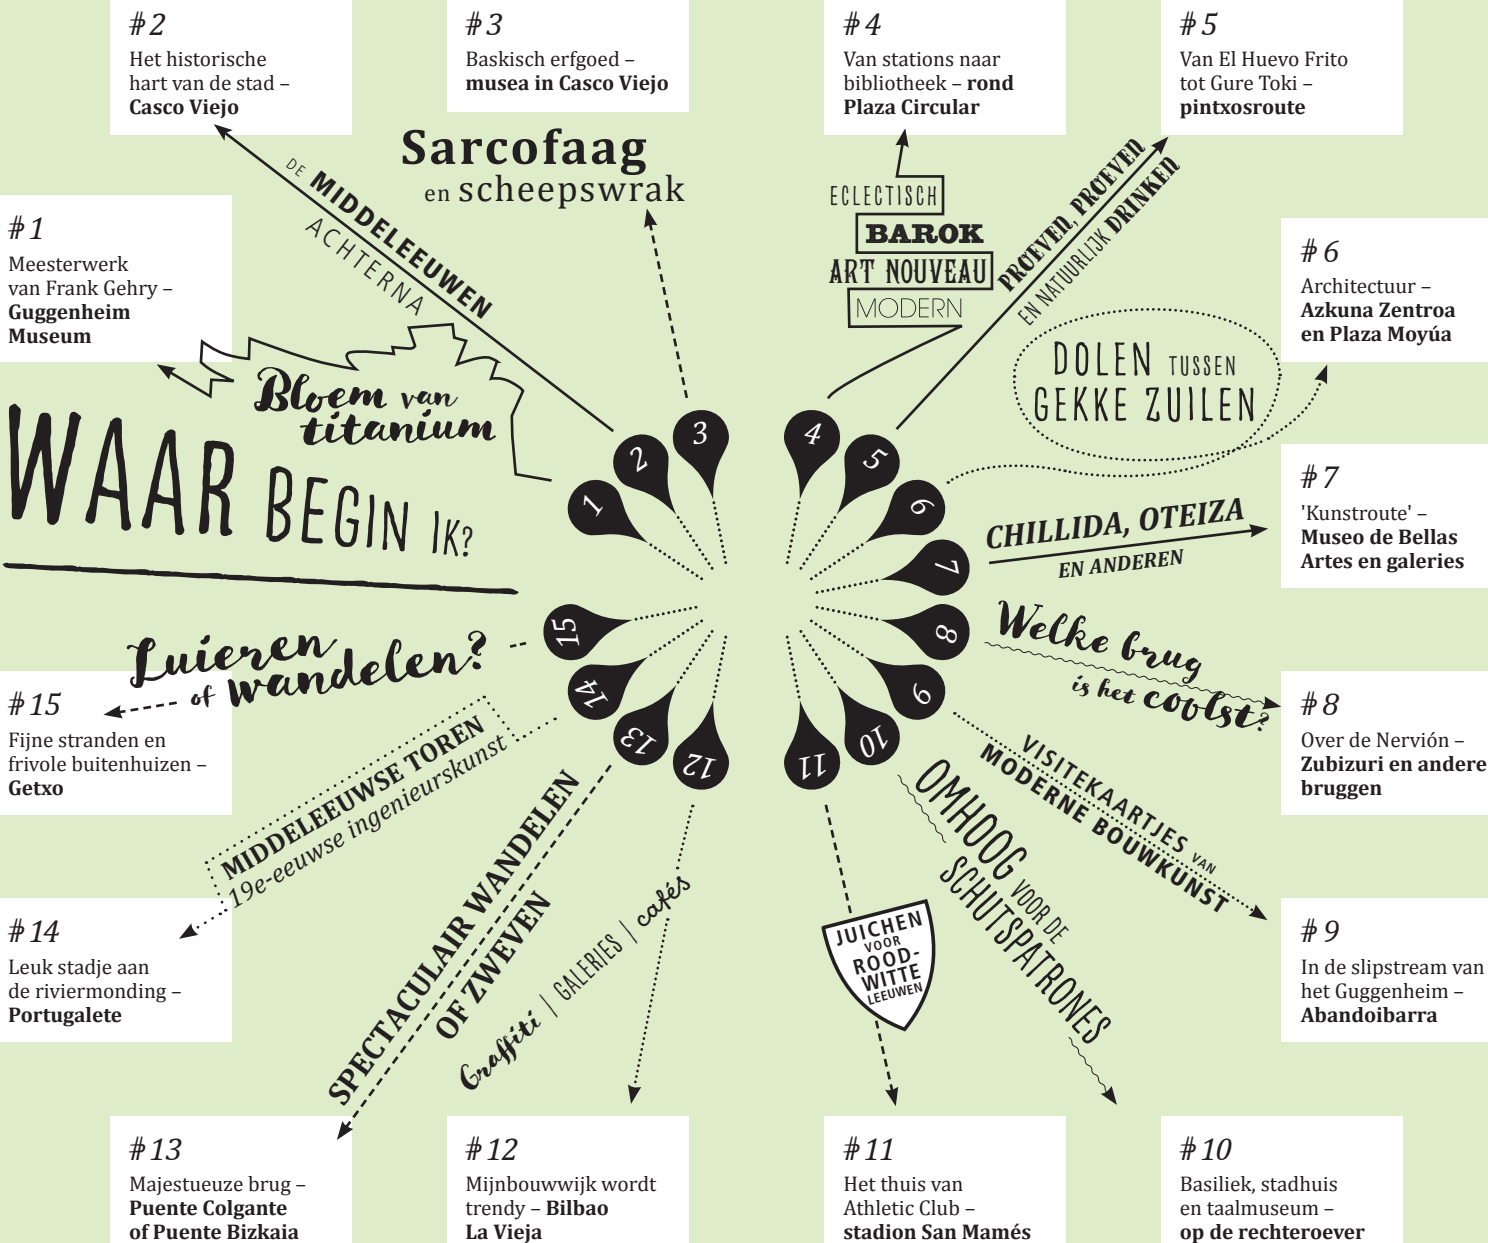 WAAR BEGIN IK?
#1
Meesterwerk
van Frank Gehry –
Guggenheim
Museum
Bloem van
titanium
#2
Het historische
hart van de stad –
Casco Viejo
DE MIDDELEEUWEN
ACHTERNA
#3
Baskisch erfgoed –
musea in Casco Viejo
Sarcofaag
en scheepswrak
#4
Van stations naar
bibliotheek – rond
Plaza Circular
ECLECTISCH
BAROK
ART NOUVEAU
MODERN
#5
Van El Huevo Frito
tot Gure Toki –
pintxosroute
PROEVEN, PROEVEN
EN NATUURLIJK DRINKEN
#6
Architectuur –
Azkuna Zentroa
en Plaza Moyúa
DOLEN TUSSEN
GEKKE ZUILEN
#7
'Kunstroute' –
Museo de Bellas
Artes en galeries
CHILLIDA, OTEIZA
EN ANDEREN
#8
Over de Nervión –
Zubizuri en andere
bruggen
Welke brug
is het coolst?
#9
In de slipstream van
het Guggenheim –
Abandoibarra
VISITEKAARTJES VAN
MODERNE BOUWKUNST
#10
Basiliek, stadhuis
en taalmuseum –
op de rechteroever
OMHOOG VOOR DE
SCHUTSPATRONES
#11
Het thuis van
Athletic Club –
stadion San Mamés
JUICHEN
VOOR
ROOD-
WITTE
LEEUWEN
#12
Mijnbouwwijk wordt
trendy – Bilbao
La Vieja
Graffiti / GALERIES / cafés
#13
Majestueuze brug –
Puente Colgante
of Puente Bizkaia
SPECTACULAIR WANDELEN
OF ZWEVEN
#14
Leuk stadje aan
de riviermonding –
Portugalete
MIDDELEEUWSE TOREN
19e-eeuwse ingenieurskunst
#15
Fijne stranden en
frivole buitenhuizen –
Getxo
Luieren
of wandelen?
1
2
3
4
5
6
7
8
9
10
11
12
13
14
15